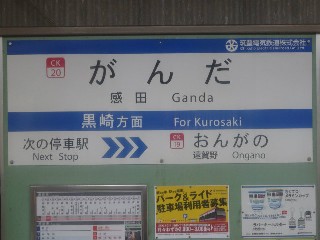 筑豊電気鉄道株式会社
CK
20
がんだ
感田 Ganda
黒崎方面 For Kurosaki
次の停車駅
Next Stop
CK
19
おんがの
遠賀野 Ongano
パーク&ライド
駐車場利用者募集